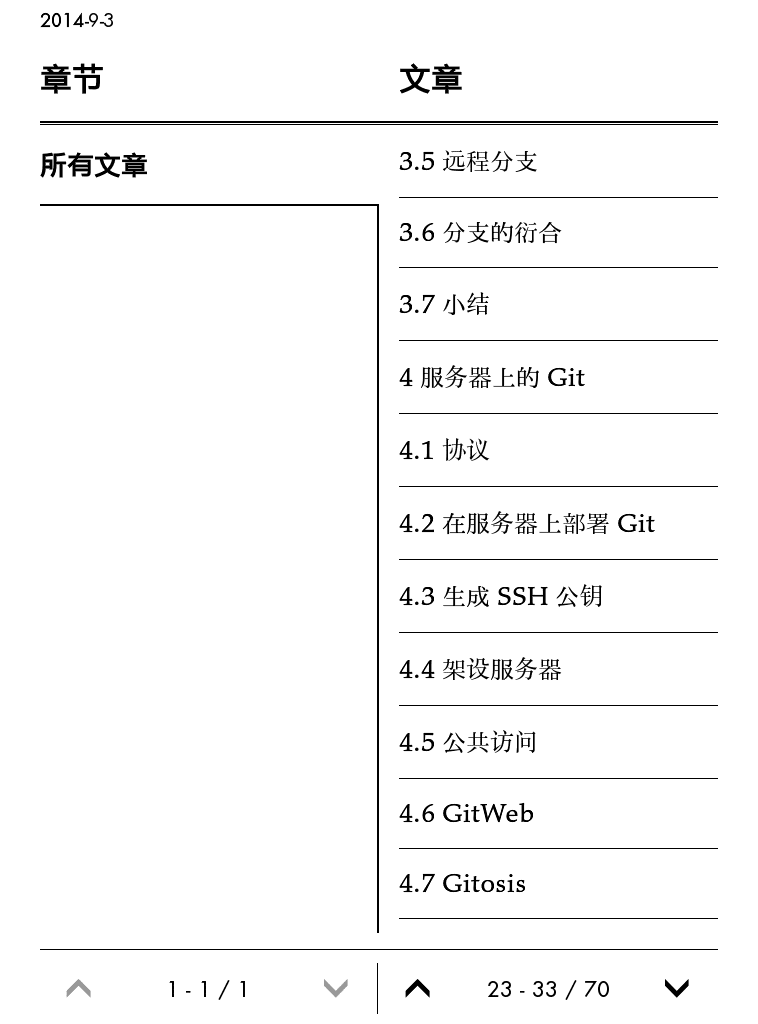 2014-9-3
章节
文章
所有文章
3.5 远程分支
3.6 分支的衍合
3.7 小结
4 服务器上的 Git
4.1 协议
4.2 在服务器上部署 Git
4.3 生成 SSH 公钥
4.4 架设服务器
4.5 公共访问
4.6 GitWeb
4.7 Gitosis
1 - 1 / 1
23 - 33 / 70